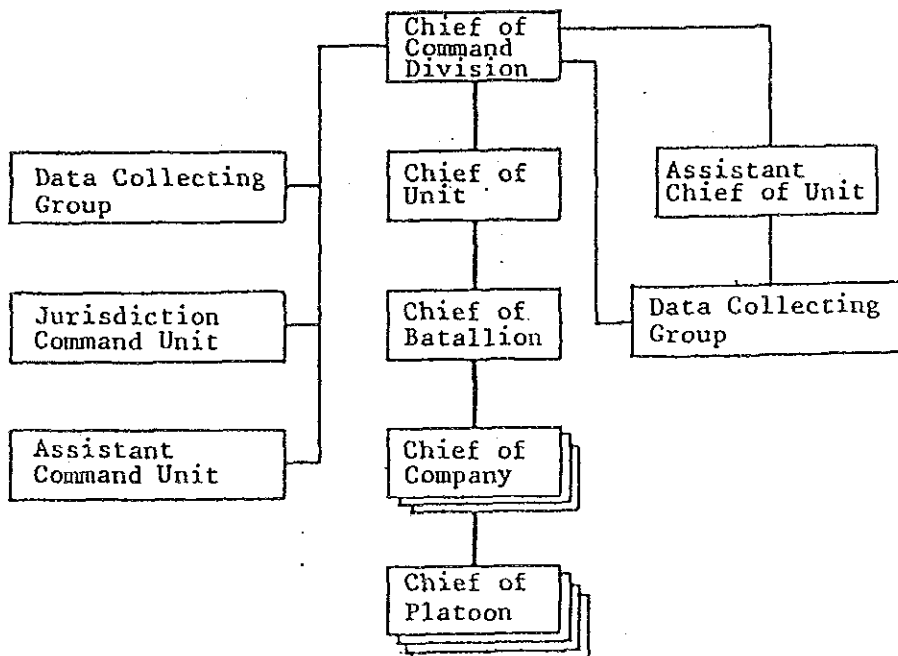 Chief of
Command
Division
Data Collecting
Group
Chief of
Unit
Assistant
Chief of Unit
Jurisdiction
Command Unit
Chief of
Batallion
Data Collecting
Group
Assistant
Command Unit
Chief of
Company
Chief of
Platoon